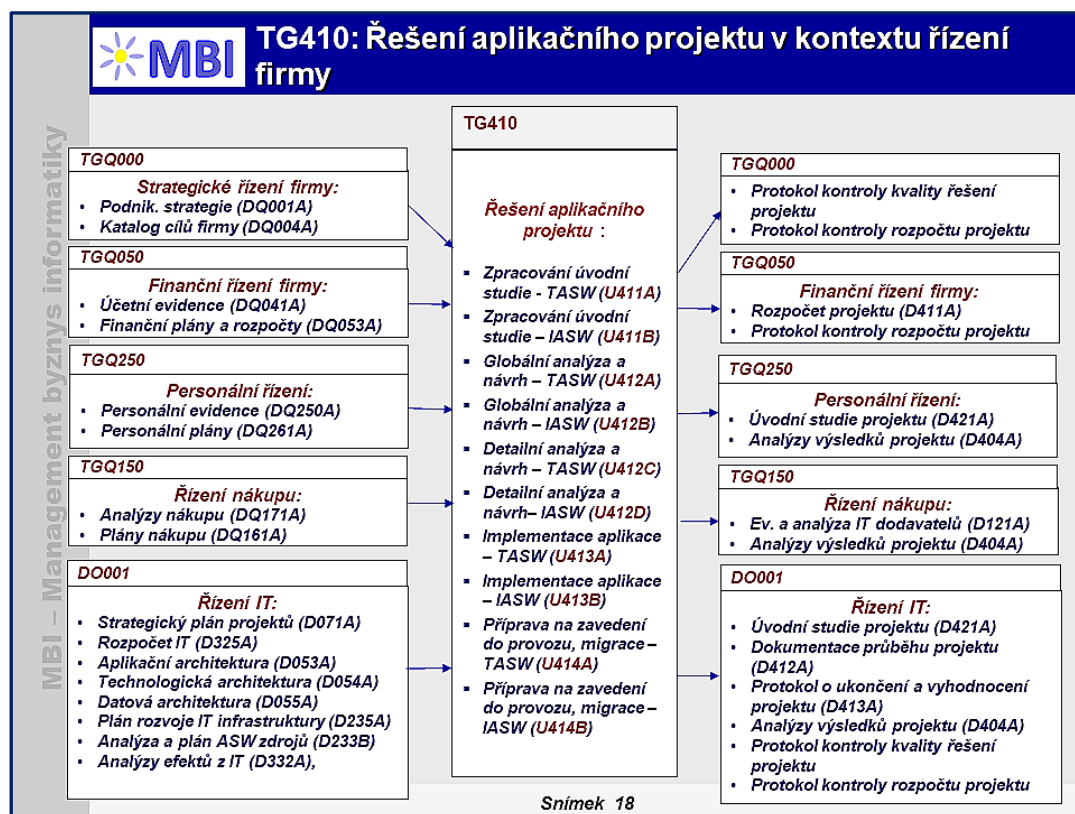 MBI
TG410: Řešení aplikačního projektu v kontextu řízení
firmy
MBI – Management byznys informatiky
TGQ000
Strategické řízení firmy:
• Podnik. strategie (DQ001A)
• Katalog cílů firmy (DQ004A)
TGQ050
Finanční řízení firmy:
• Účetní evidence (DQ041A)
• Finanční plány a rozpočty (DQ053A)
TGQ250
Personální řízení:
• Personální evidence (DQ250A)
• Personální plány (DQ261A)
TGQ150
Řízení nákupu:
• Analýzy nákupu (DQ171A)
• Plány nákupu (DQ161A)
DO001
Řízení IT:
• Strategický plán projektů (D071A)
• Rozpočet IT (D325A)
• Aplikační architektura (D053A)
• Technologická architektura (D054A)
• Datová architektura (D055A)
• Plán rozvoje IT infrastruktury (D235A)
• Analýza a plán ASW zdrojů (D233B)
• Analýzy efektů z IT (D332A),
TG410
Řešení aplikačního
projektu :
▪ Zpracování úvodní
studie - TASW (U411A)
▪ Zpracování úvodní
studie – IASW (U411B)
▪ Globální analýza a
návrh – TASW (U412A)
▪ Globální analýza a
návrh – IASW (U412B)
▪ Detailní analýza a
návrh – TASW (U412C)
▪ Detailní analýza a
návrh– IASW (U412D)
▪ Implementace aplikace
– TASW (U413A)
▪ Implementace aplikace
– IASW (U413B)
▪ Příprava na zavedení
do provozu, migrace –
TASW (U414A)
▪ Příprava na zavedení
do provozu, migrace –
IASW (U414B)
TGQ000
• Protokol kontroly kvality řešení
projektu
• Protokol kontroly rozpočtu projektu
TGQ050
Finanční řízení firmy:
• Rozpočet projektu (D411A)
• Protokol kontroly rozpočtu projektu
TGQ250
Personální řízení:
• Úvodní studie projektu (D421A)
• Analýzy výsledků projektu (D404A)
TGQ150
Řízení nákupu:
• Ev. a analýza IT dodavatelů (D121A)
• Analýzy výsledků projektu (D404A)
DO001
Řízení IT:
• Úvodní studie projektu (D421A)
• Dokumentace průběhu projektu
(D412A)
• Protokol o ukončení a vyhodnocení
projektu (D413A)
• Analýzy výsledků projektu (D404A)
• Protokol kontroly kvality řešení
projektu
• Protokol kontroly rozpočtu projektu
Snímek 18